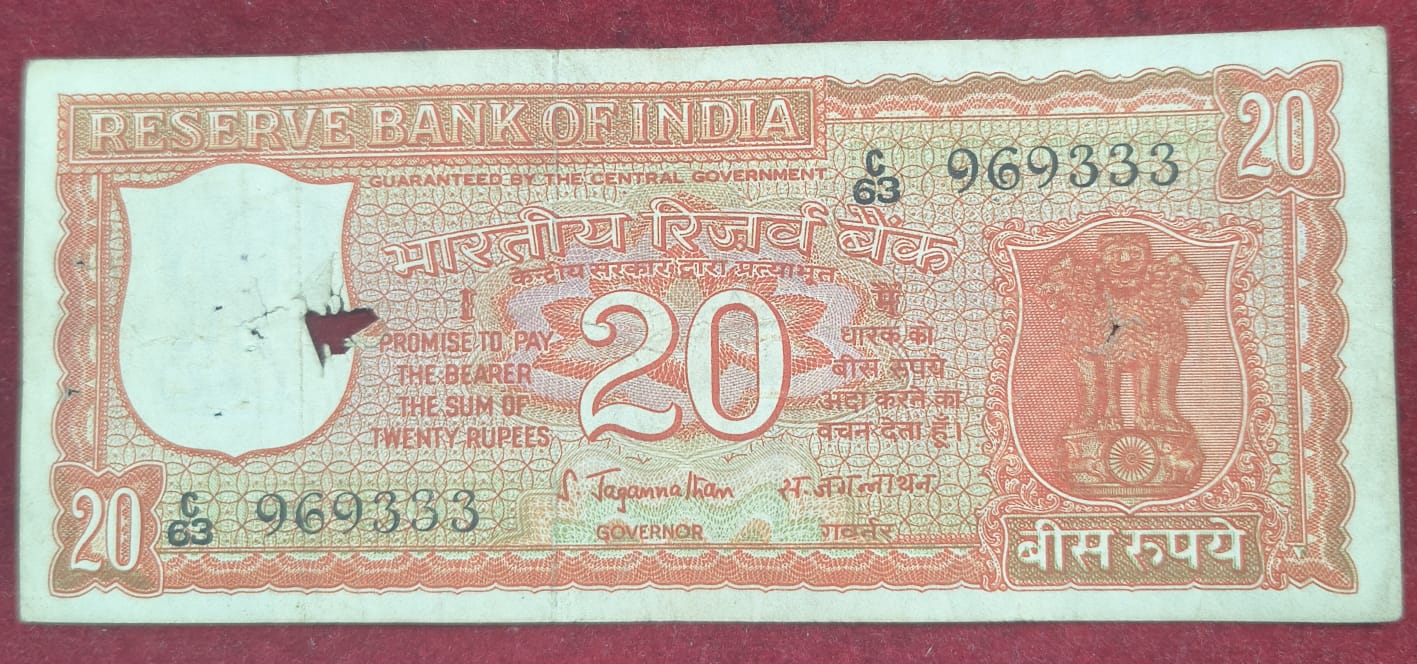 RESERVE BANK OF INDIA
20
GUARANTEED BY THE CENTRAL GOVERNMENT
C/63 969333
भारतीय रिज़र्व बैंक
केन्द्रीय सरकार द्वारा प्रत्याभूत
I
PROMISE TO PAY
THE BEARER
THE SUM OF
TWENTY RUPEES
20
मैं
धारक को
बीस रुपये
अदा करने का
वचन देता हूँ।
S. Jagannathan
स. जगन्नाथन
GOVERNOR
गवर्नर
20
C/63 969333
बीस रुपये